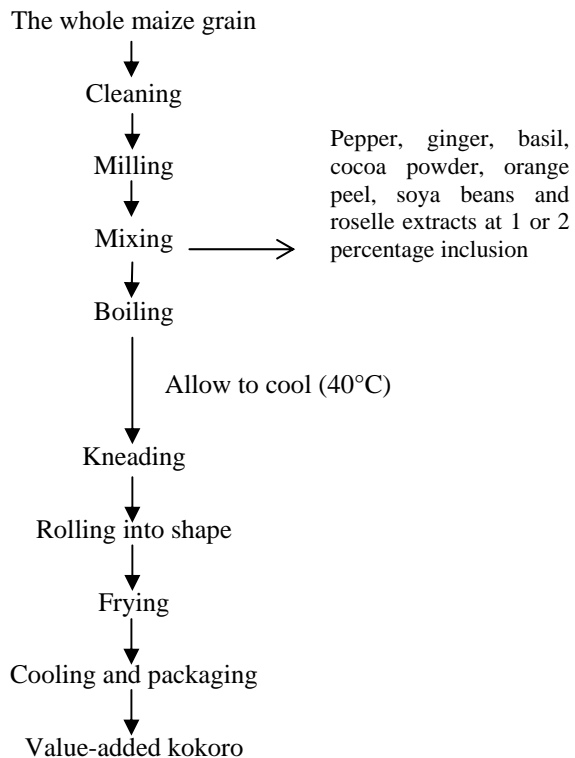 The whole maize grain
Cleaning
Milling
Pepper, ginger, basil,
cocoa powder, orange
peel, soya beans and
roselle extracts at 1 or 2
percentage inclusion
Mixing
Boiling
Allow to cool (40°C)
Kneading
Rolling into shape
Frying
Cooling and packaging
Value-added kokoro